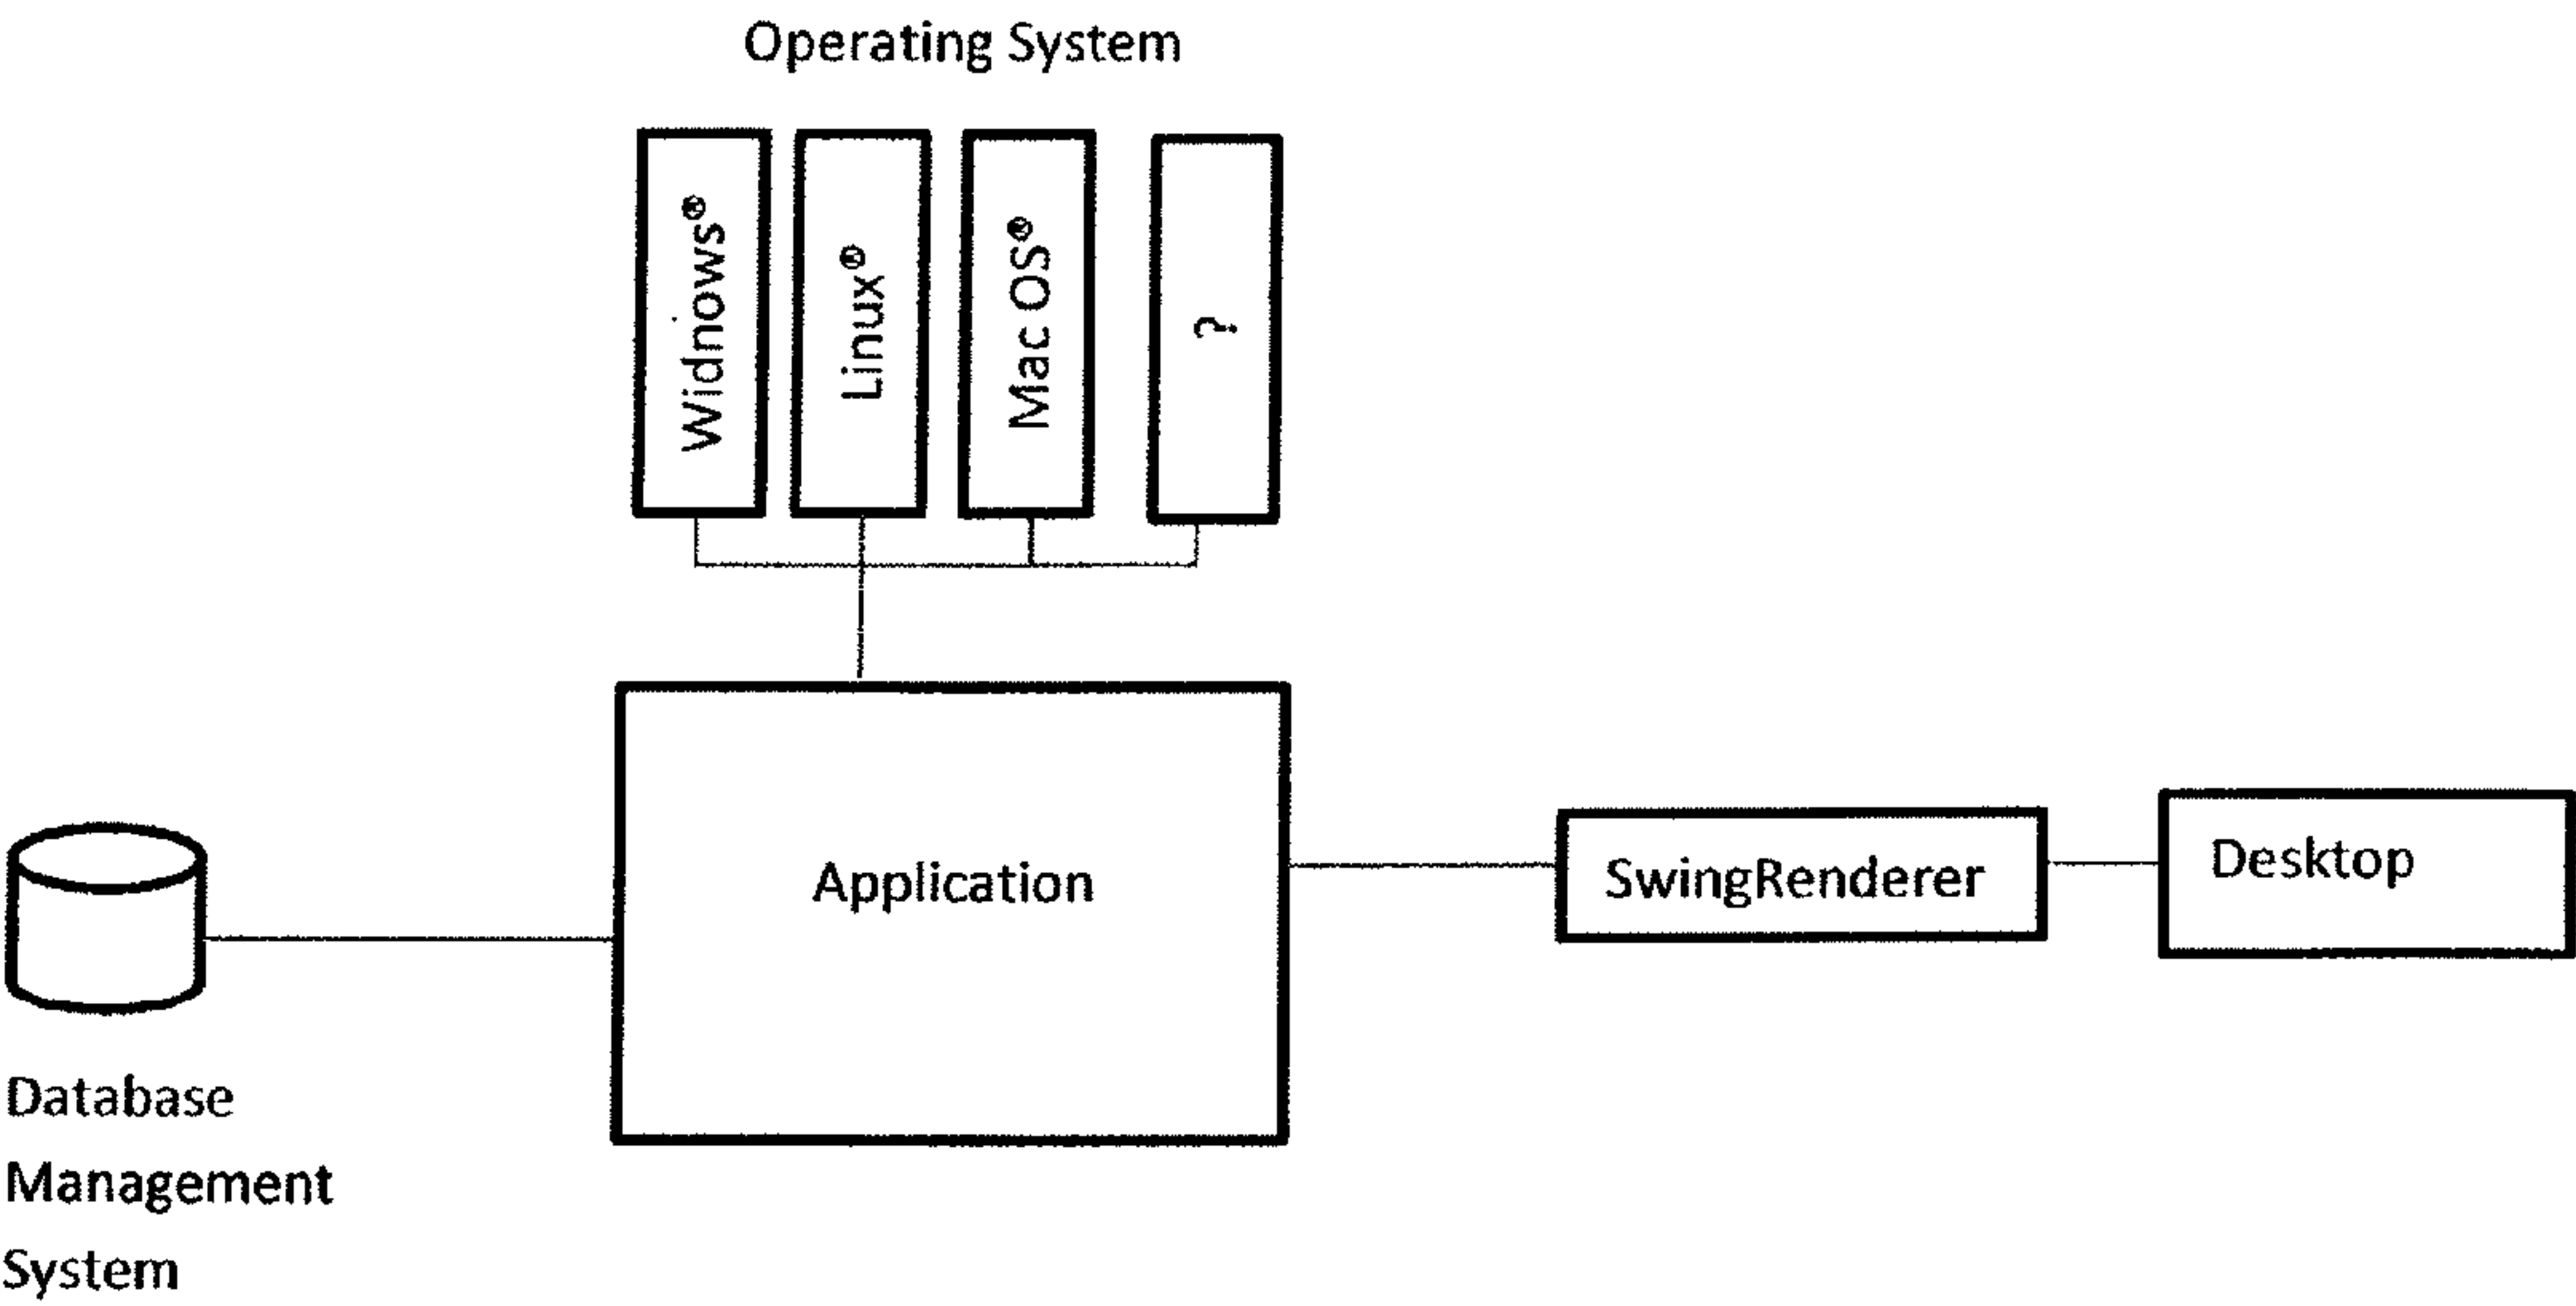 Operating System
Widnows®
Linux®
Mac OS®
?
Application
SwingRenderer
Desktop
Database
Management
System